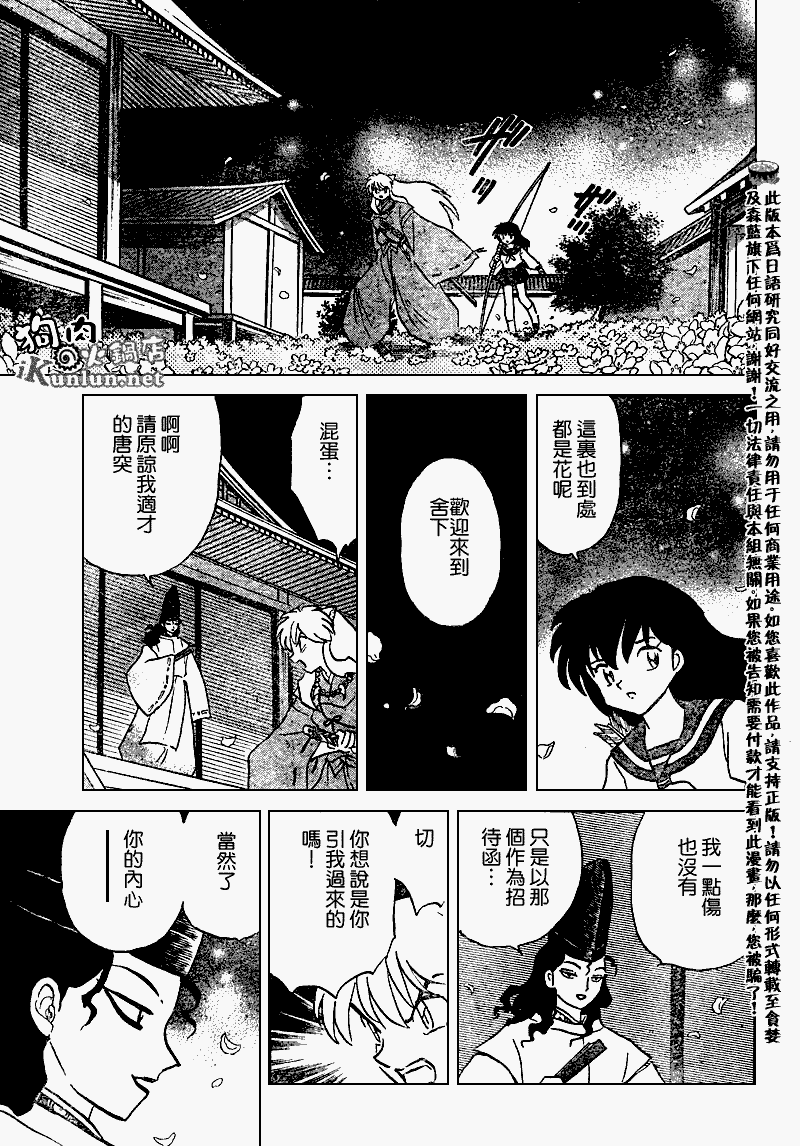 此版本爲日語研究同好交流之用，請勿用于任何商業用途。如您喜歡此作品，請支持正版！請勿以任何形式轉載至貪婪
及森藍旗下任何網站，謝謝！一切法律責任與本組無關。如果您被告知需要付款才能看到此漫畫，那麼，您被騙了！
狗肉
火鍋店
iKunlun.net
這裏也到處
都是花呢
歡迎來到
舍下
混蛋…
啊啊
請原諒我適才
的唐突
我一點傷
也沒有
只是以那
個作為招
待函…
切
你想說是你
引我過來的
嗎！
當然了
你的內心
——